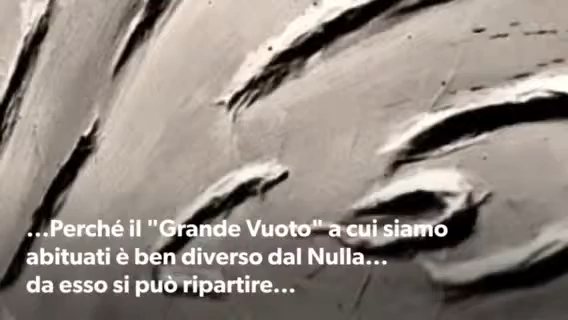 ...Perché il "Grande Vuoto" a cui siamo
abituati è ben diverso dal Nulla...
da esso si può ripartire...